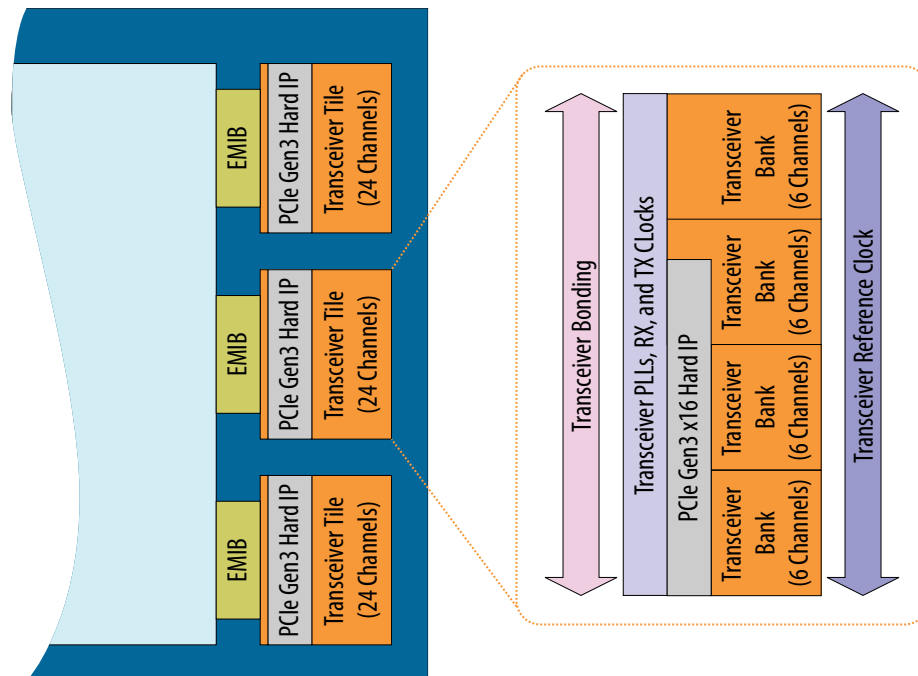 EMIB
PCIe Gen3 Hard IP
Transceiver Tile
(24 Channels)
EMIB
PCIe Gen3 Hard IP
Transceiver Tile
(24 Channels)
EMIB
PCIe Gen3 Hard IP
Transceiver Tile
(24 Channels)
Transceiver Bonding
Transceiver PLLs, RX, and TX CLocks
PCIe Gen3 x16 Hard IP
Transceiver
Bank
(6 Channels)
Transceiver
Bank
(6 Channels)
Transceiver
Bank
(6 Channels)
Transceiver
Bank
(6 Channels)
Transceiver Reference Clock